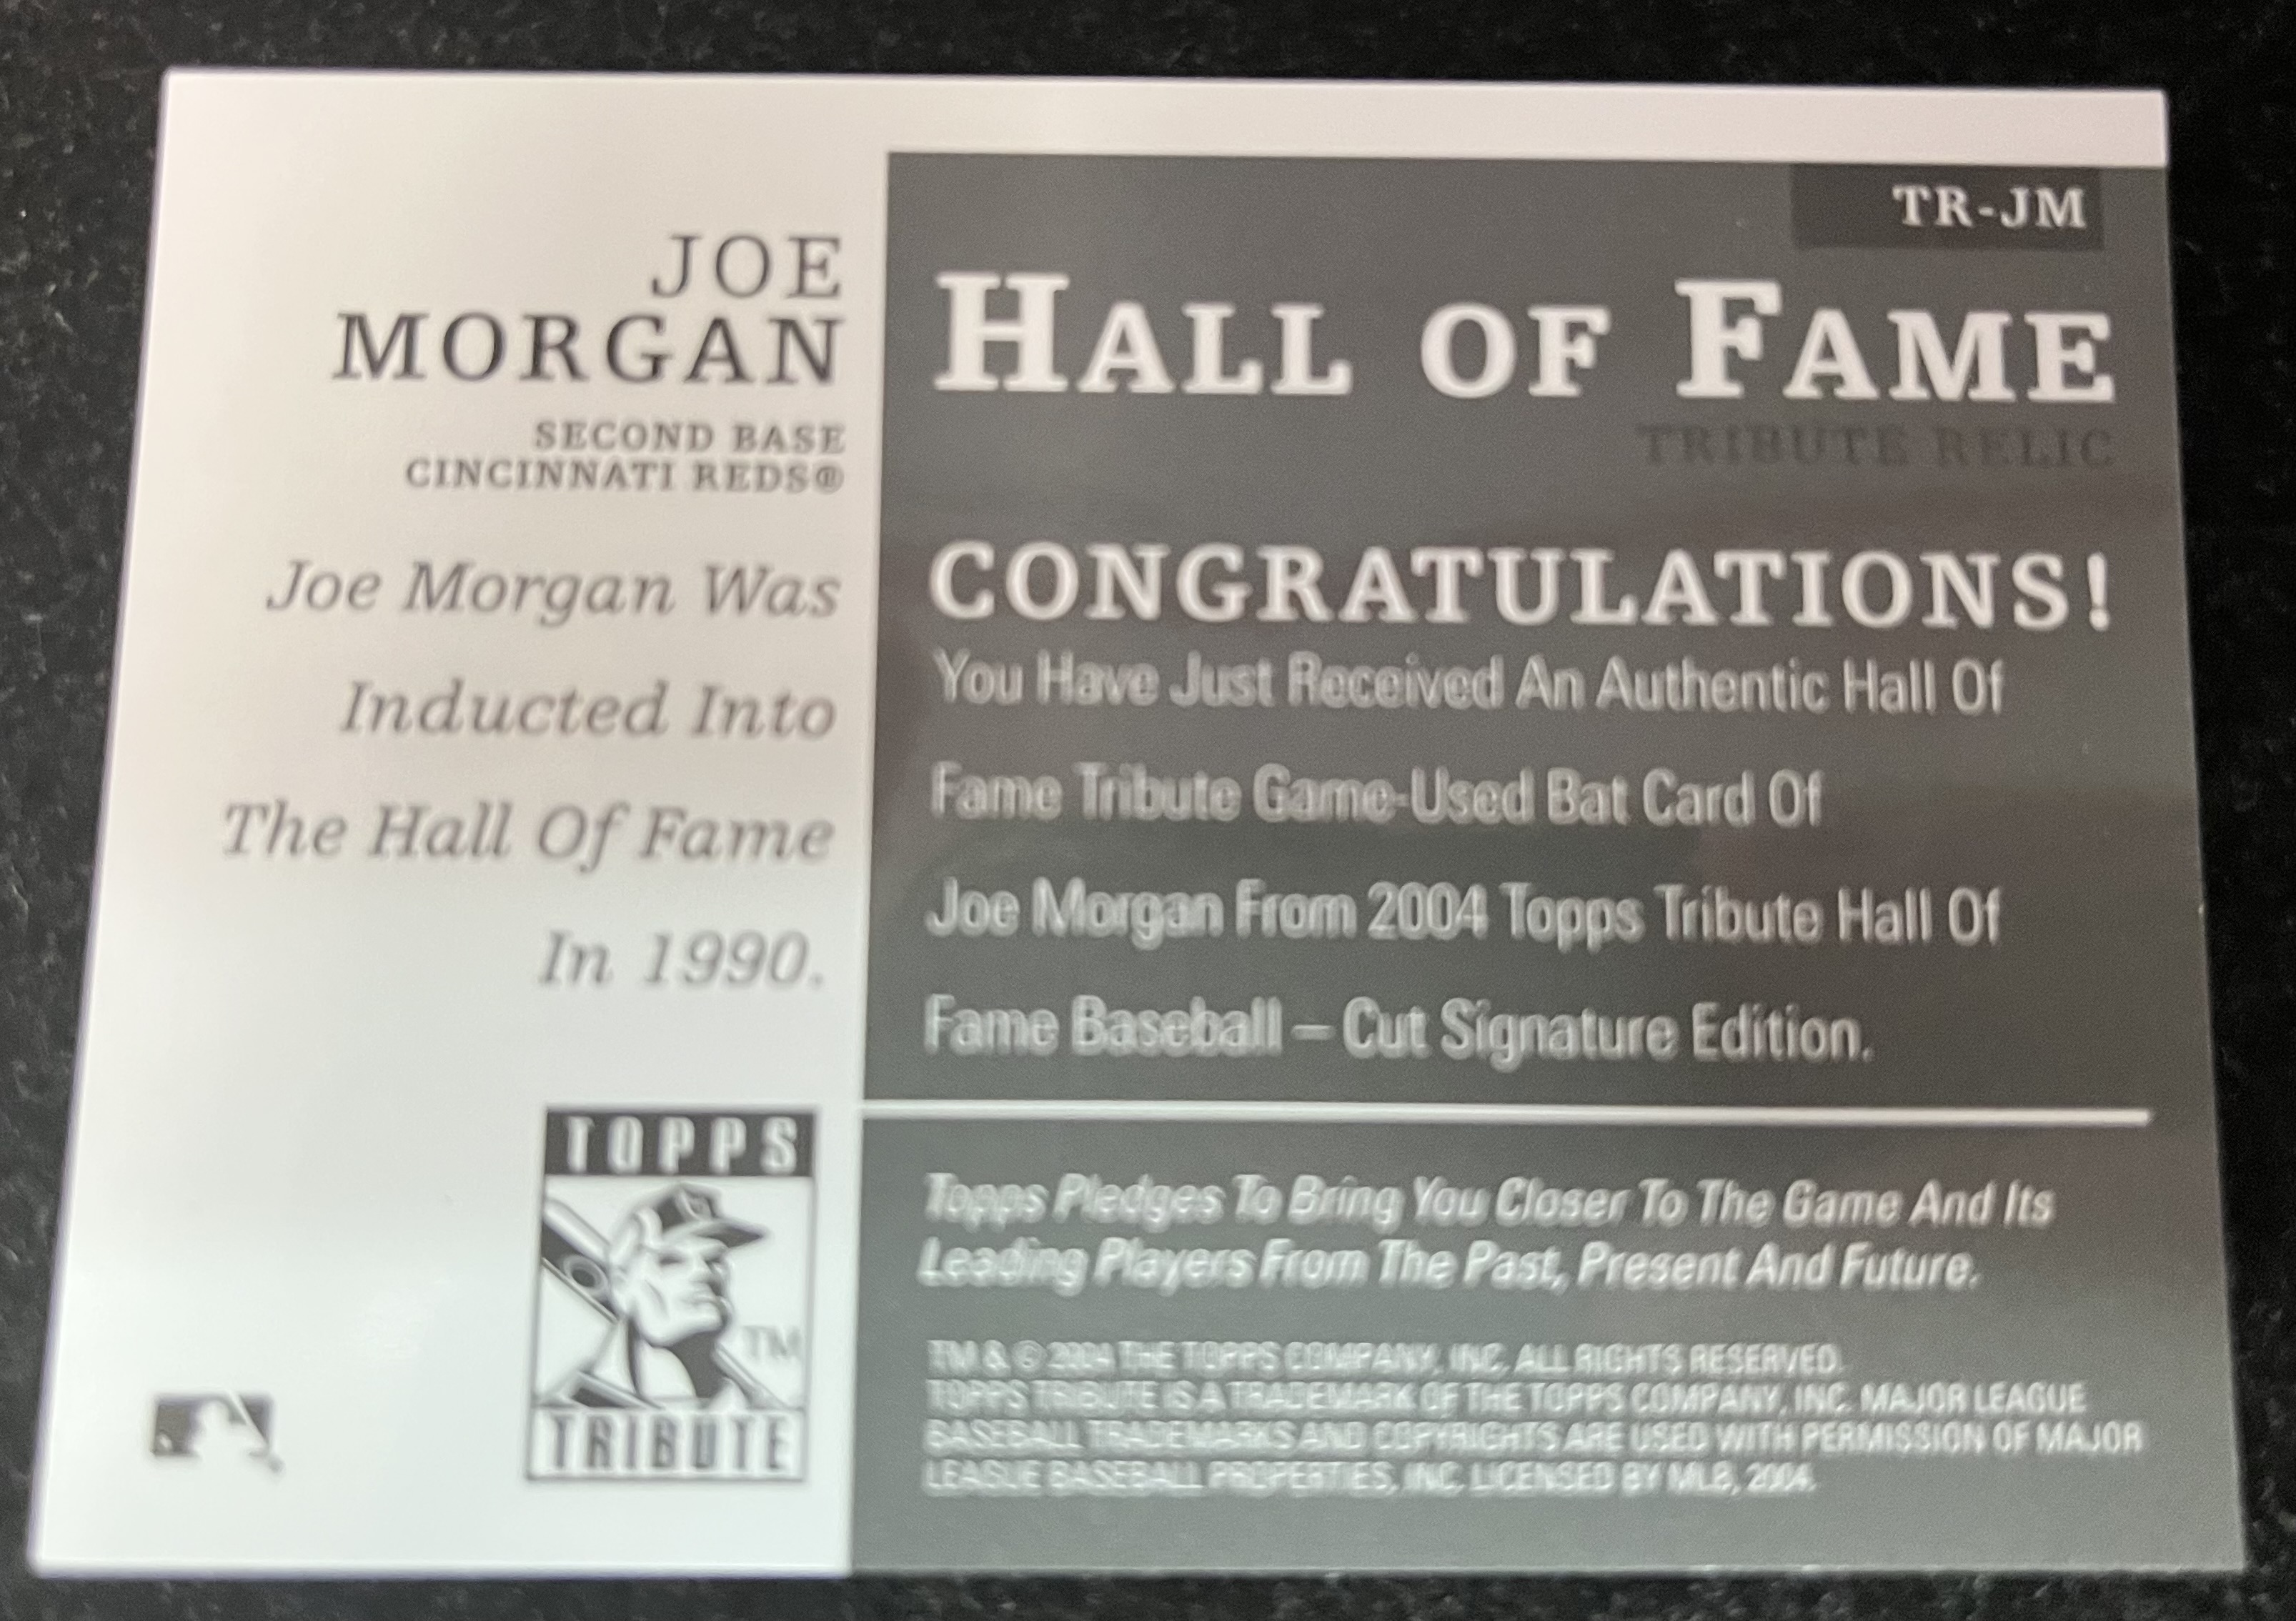 JOE
MORGAN
SECOND BASE
CINCINNATI REDS®
Joe Morgan Was
Inducted Into
The Hall Of Fame
In 1990.
TOPPS
TM
TRIBUTE
TR-JM
HALL OF FAME
TRIBUTE RELIC
CONGRATULATIONS!
You Have Just Received An Authentic Hall Of
Fame Tribute Game-Used Bat Card Of
Joe Morgan From 2004 Topps Tribute Hall Of
Fame Baseball – Cut Signature Edition.
Topps Pledges To Bring You Closer To The Game And Its
Leading Players From The Past, Present And Future.
TM & © 2004 THE TOPPS COMPANY, INC. ALL RIGHTS RESERVED.
TOPPS TRIBUTE IS A TRADEMARK OF THE TOPPS COMPANY, INC. MAJOR LEAGUE
BASEBALL TRADEMARKS AND COPYRIGHTS ARE USED WITH PERMISSION OF MAJOR
LEAGUE BASEBALL PROPERTIES, INC. LICENSED BY MLB, 2004.